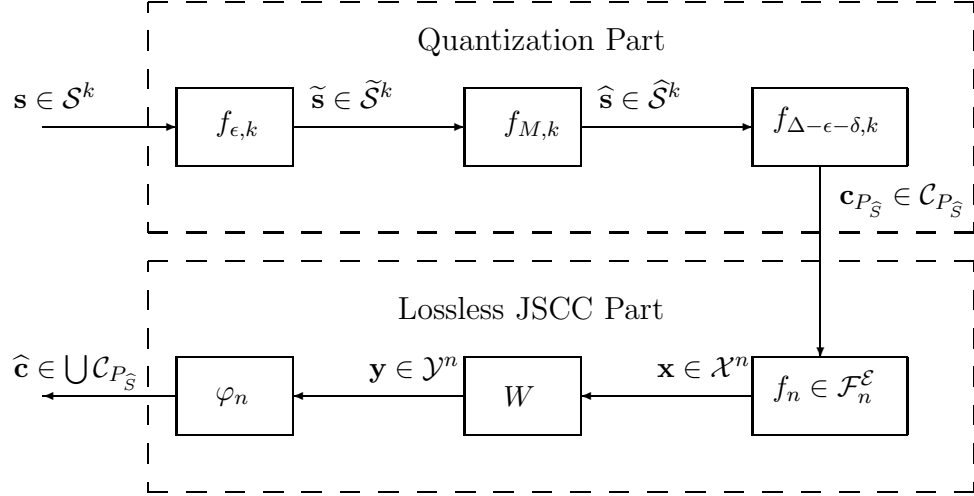 Quantization Part
𝐬 ∈ 𝒮^k
f_{ϵ,k}
𝐬̃ ∈ 𝒮̃^k
f_{M,k}
𝐬̂ ∈ 𝒮̂^k
f_{Δ−ϵ−δ,k}
𝐜_{P_Ŝ} ∈ 𝒞_{P_Ŝ}
Lossless JSCC Part
𝐜̂ ∈ ⋃ 𝒞_{P_Ŝ}
φ_n
𝐲 ∈ 𝒴^n
W
𝐱 ∈ 𝒳^n
f_n ∈ ℱ_n^ℰ